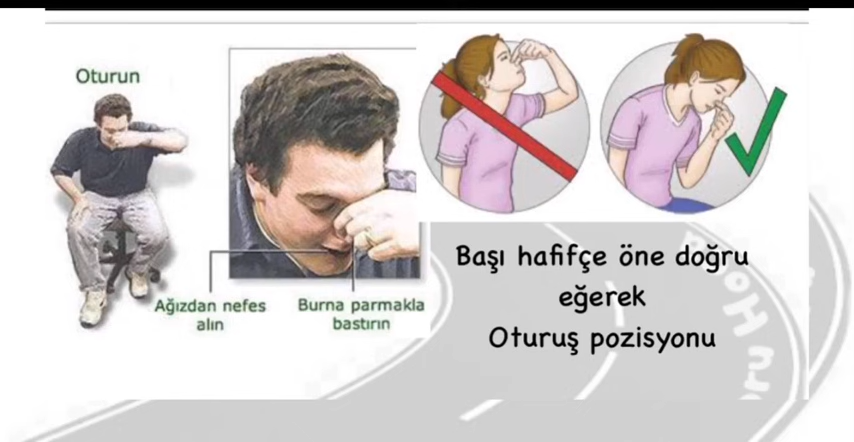 Oturun
Ağızdan nefes
alın
Burna parmakla
bastırın
Başı hafifçe öne doğru
eğerek
Oturuş pozisyonu